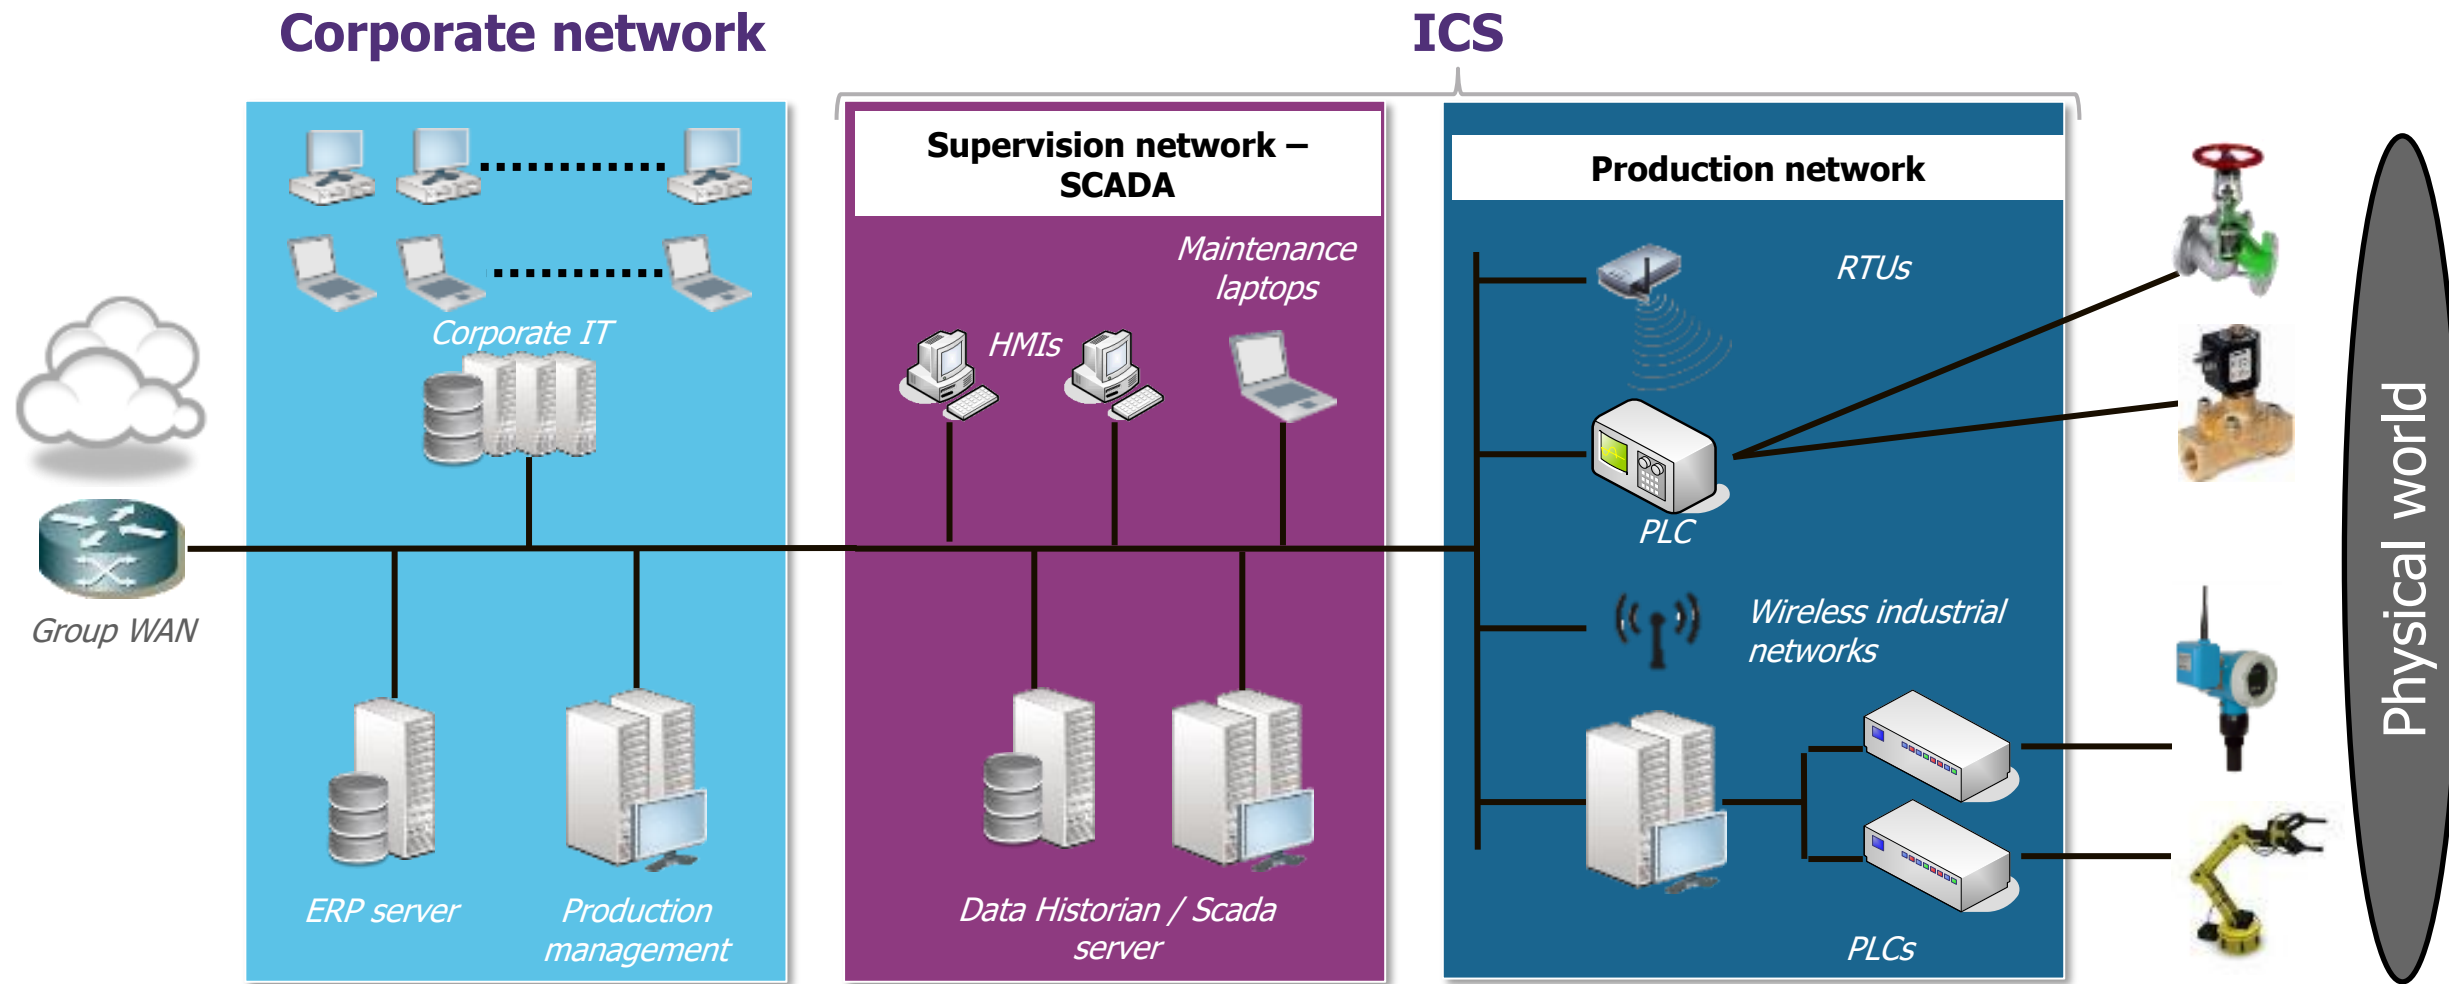 Corporate network
ICS
Supervision network –
SCADA
Production network
Maintenance
laptops
RTUs
Corporate IT
HMIs
PLC
Group WAN
Wireless industrial
networks
ERP server
Production
management
Data Historian / Scada
server
PLCs
Physical world